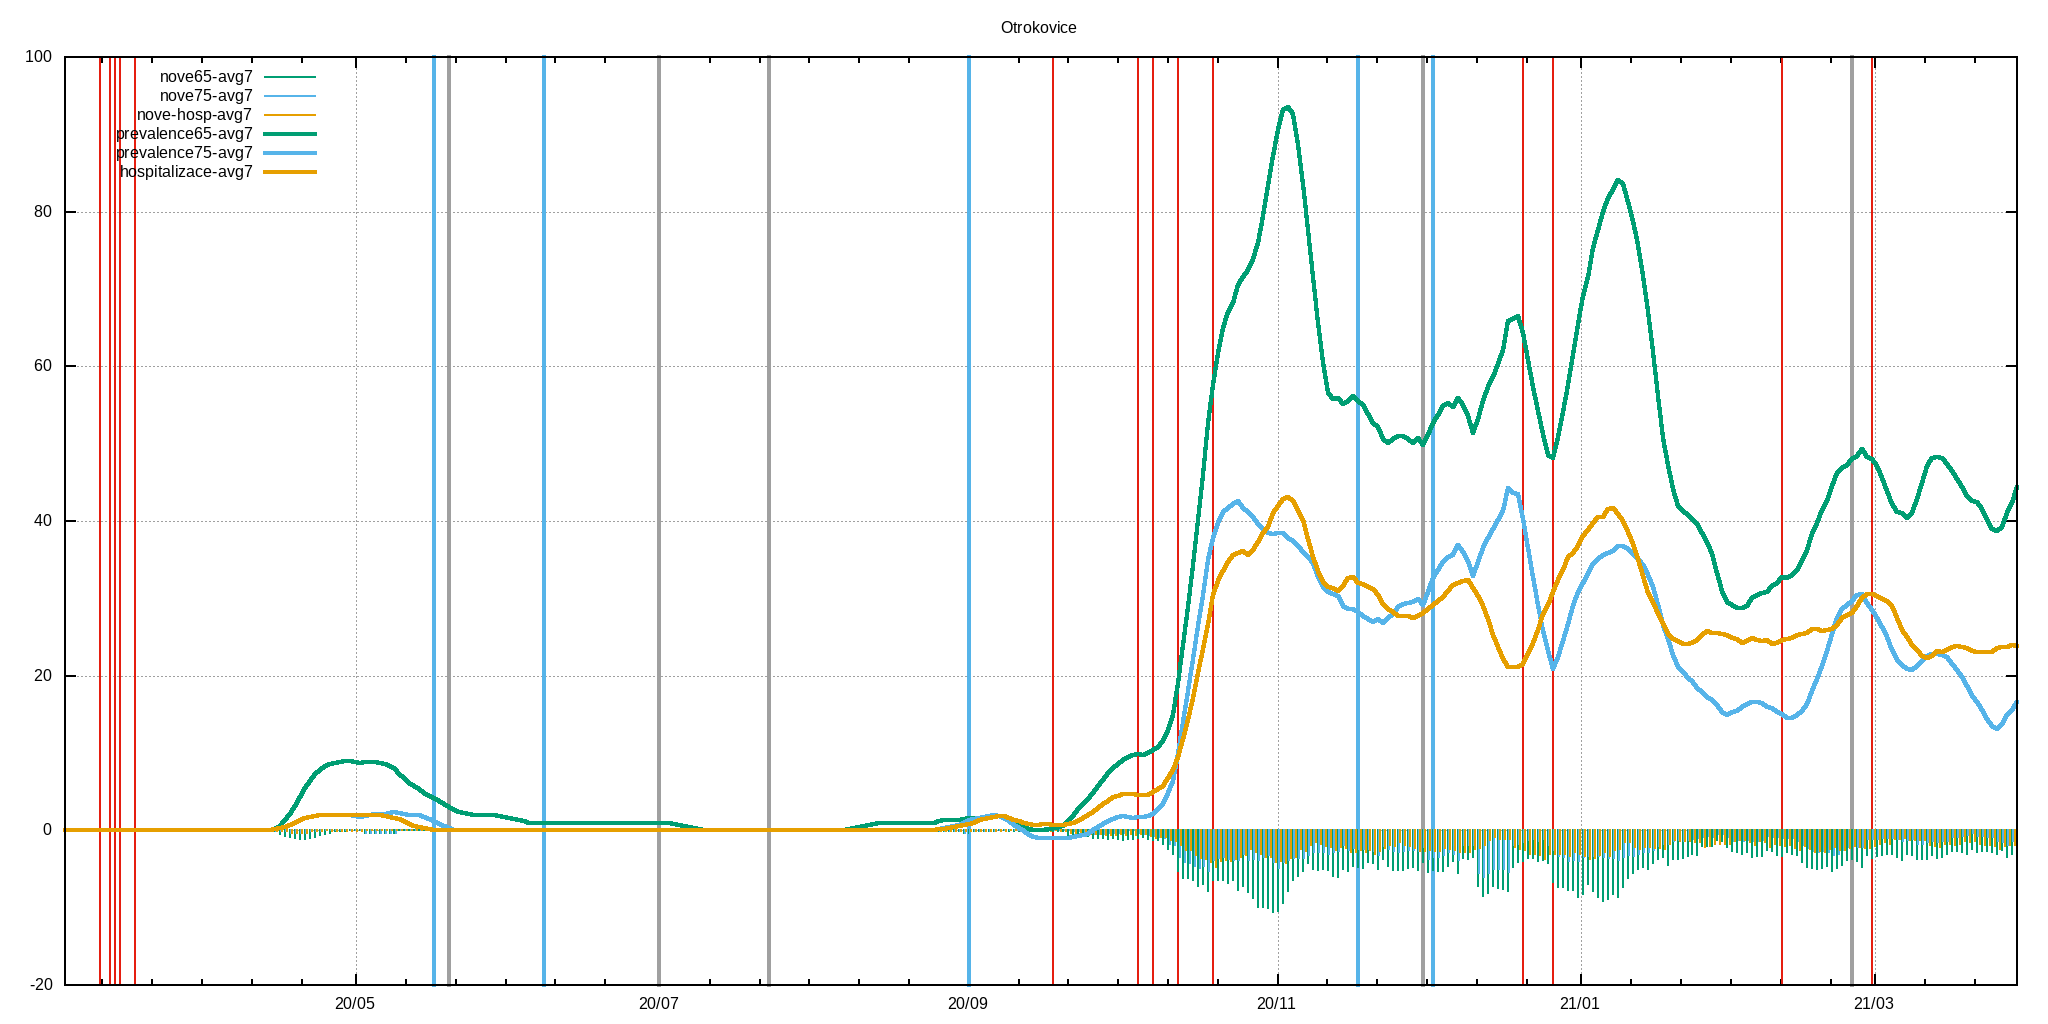 Otrokovice
100
80
60
40
20
0
-20
nove65-avg7
nove75-avg7
nove-hosp-avg7
prevalence65-avg7
prevalence75-avg7
hospitalizace-avg7
20/05 20/07 20/09 20/11 21/01 21/03